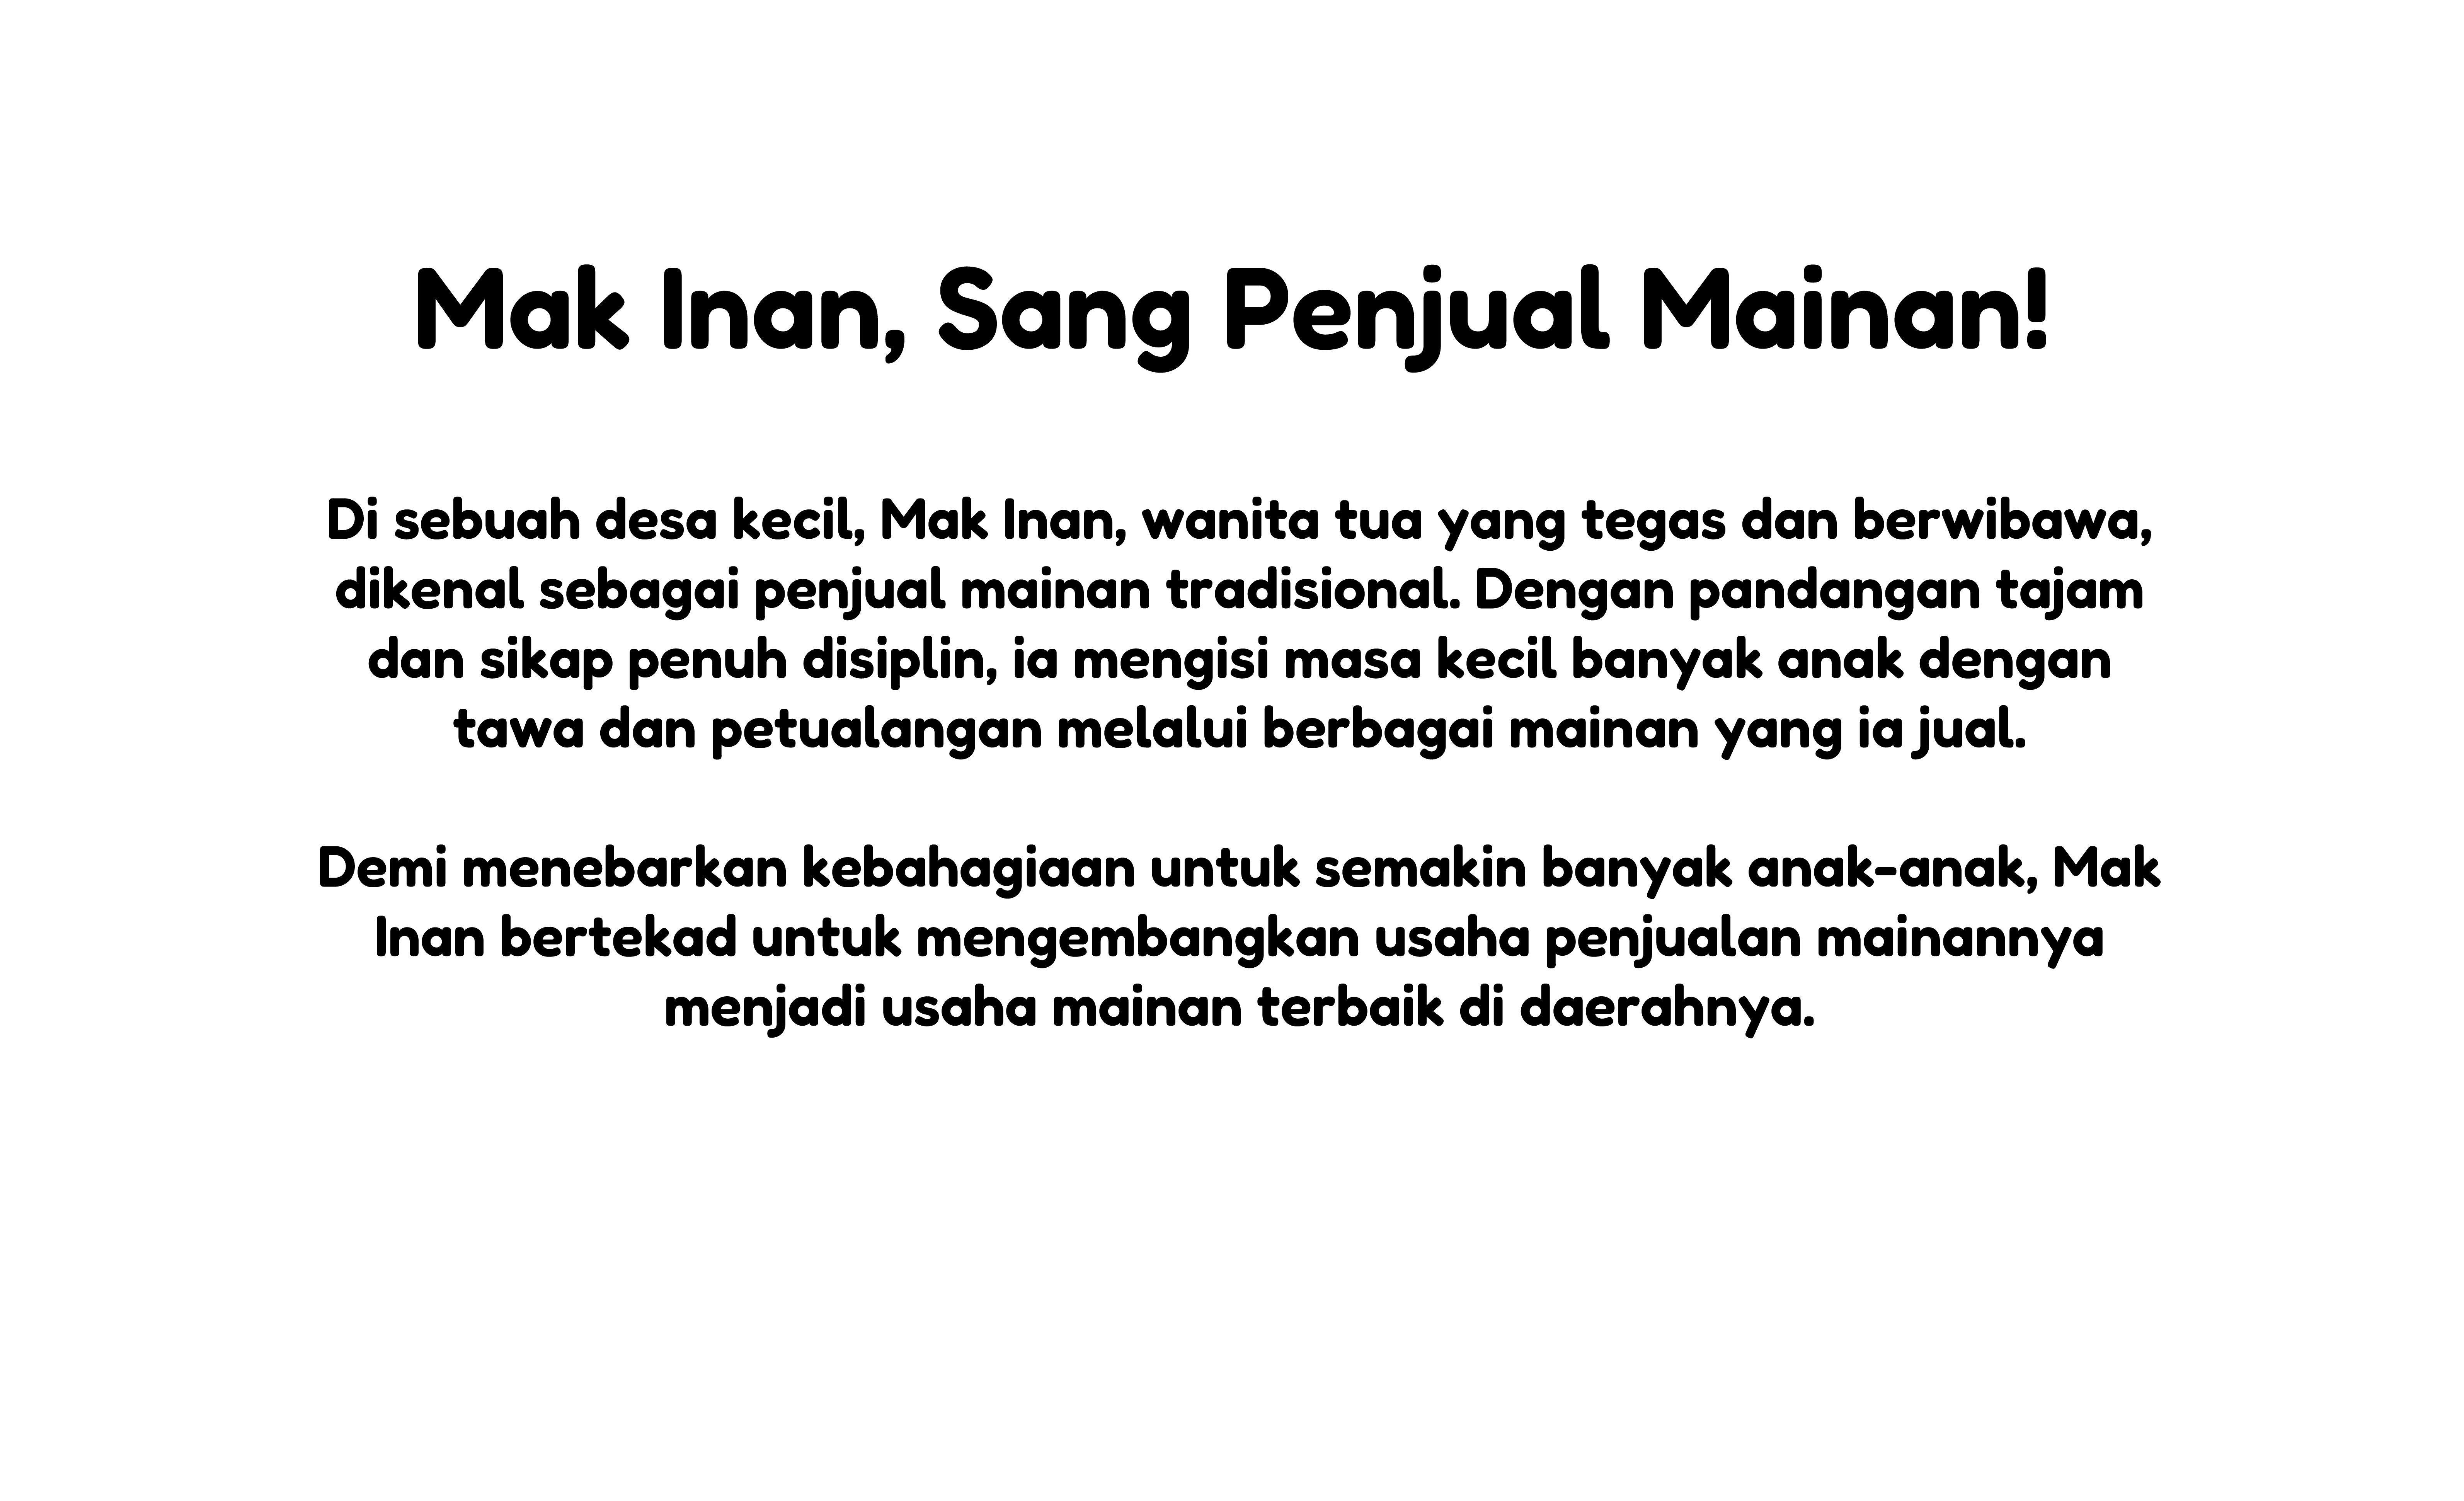 Mak Inan, Sang Penjual Mainan!
Di sebuah desa kecil, Mak Inan, wanita tua yang tegas dan berwibawa,
dikenal sebagai penjual mainan tradisional. Dengan pandangan tajam
dan sikap penuh disiplin, ia mengisi masa kecil banyak anak dengan
tawa dan petualangan melalui berbagai mainan yang ia jual.
Demi menebarkan kebahagiaan untuk semakin banyak anak-anak, Mak
Inan bertekad untuk mengembangkan usaha penjualan mainannya
menjadi usaha mainan terbaik di daerahnya.